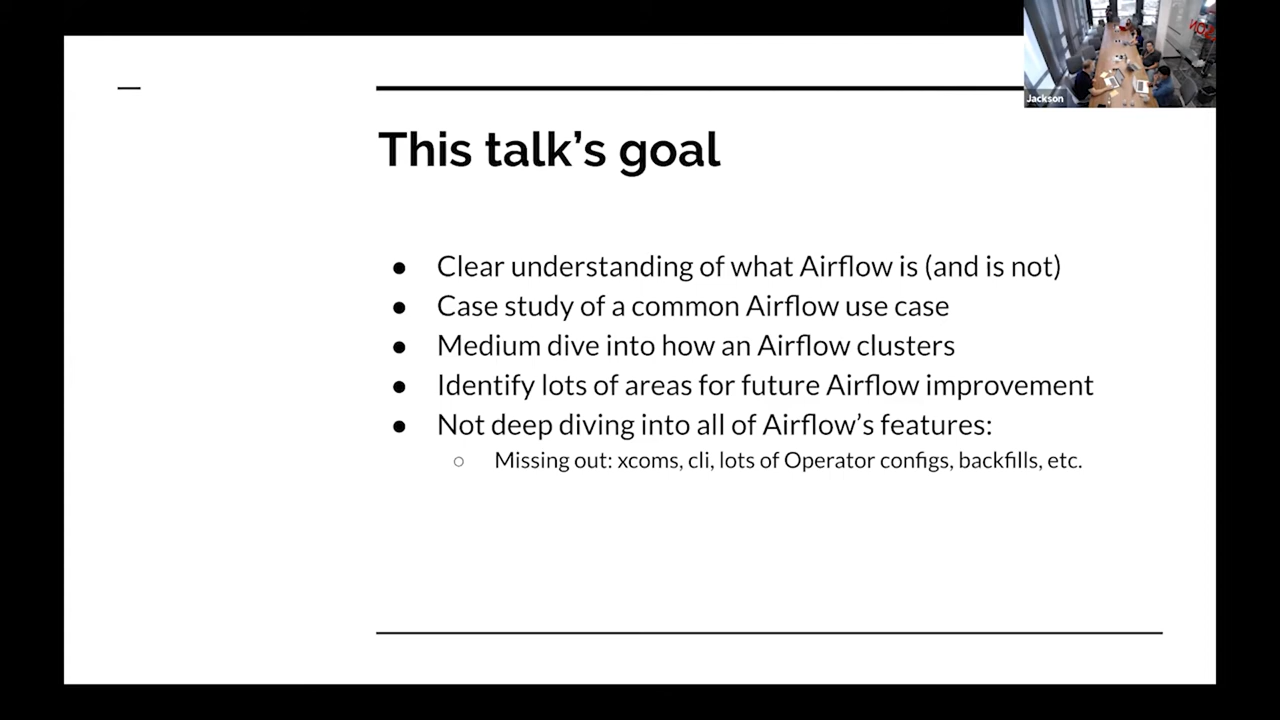 Jackson
This talk’s goal
● Clear understanding of what Airflow is (and is not)
● Case study of a common Airflow use case
● Medium dive into how an Airflow clusters
● Identify lots of areas for future Airflow improvement
● Not deep diving into all of Airflow’s features:
○ Missing out: xcoms, cli, lots of Operator configs, backfills, etc.